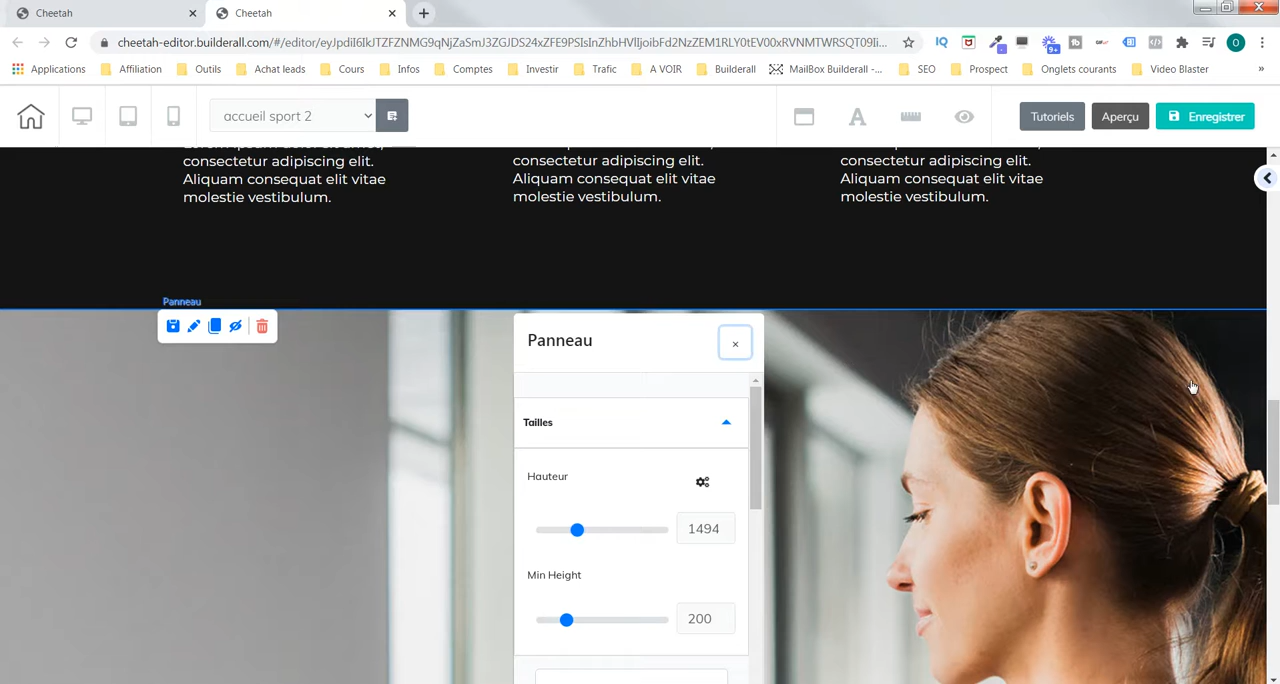 Cheetah
Cheetah
cheetah-editor.builderall.com/#/editor/eyJpdiI6IkJTZFZNMG9qNjZaSmJ3ZGJDS24xZFE9PSIsInZhbHVlIjoibFd2NzZEM1RLY0tEV00xRVNMTWRSQT09Ii...
Applications
Affiliation
Outils
Achat leads
Cours
Infos
Comptes
Investir
Trafic
A VOIR
Builderall
MailBox Builderall -...
SEO
Prospect
Onglets courants
Video Blaster
»
accueil sport 2
Tutoriels
Aperçu
Enregistrer
consectetur adipiscing elit.
Aliquam consequat elit vitae
molestie vestibulum.
consectetur adipiscing elit.
Aliquam consequat elit vitae
molestie vestibulum.
consectetur adipiscing elit.
Aliquam consequat elit vitae
molestie vestibulum.
Panneau
Panneau
Tailles
Hauteur
1494
Min Height
200